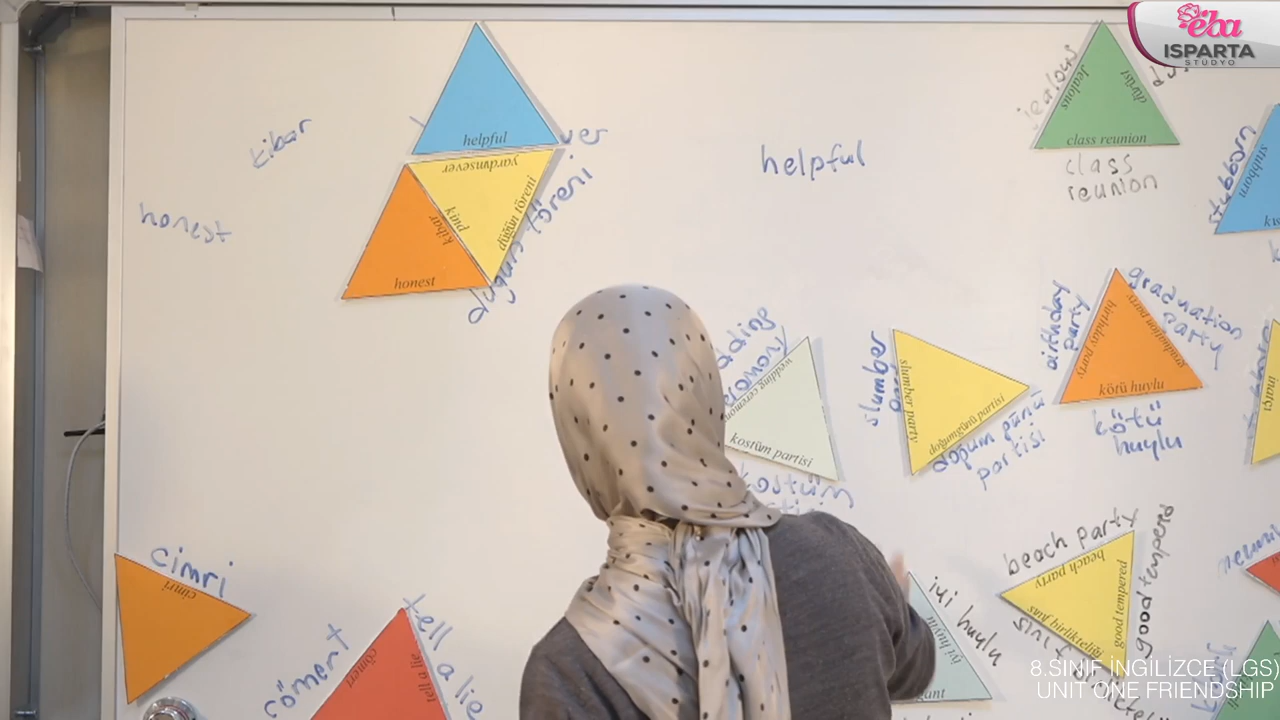 eba
ISPARTA
STÜDYO
jealous
jealous
dürüst
class reunion
class
reunion
helpful
yardımsever
ver
kind
düğün töreni
düğün töreni
kibar
kibar
honest
honest
helpful
stubborn
stubborn
wedding ceremony
kostüm partisi
kostüm
slumber
slumber party
doğumgünü partisi
doğum günü
partisi
birthday
party
birthday party
graduation party
graduation
party
kötü huylu
kötü
huylu
inatçı
cimri
cimri
cömert
cömert
tell a lie
tell a lie
iyi huylu
iyi huylu
beach party
beach party
good tempered
good tempered
sınıf birlikteliği
8.SINIF İNGİLİZCE (LGS)
UNIT ONE FRIENDSHIP